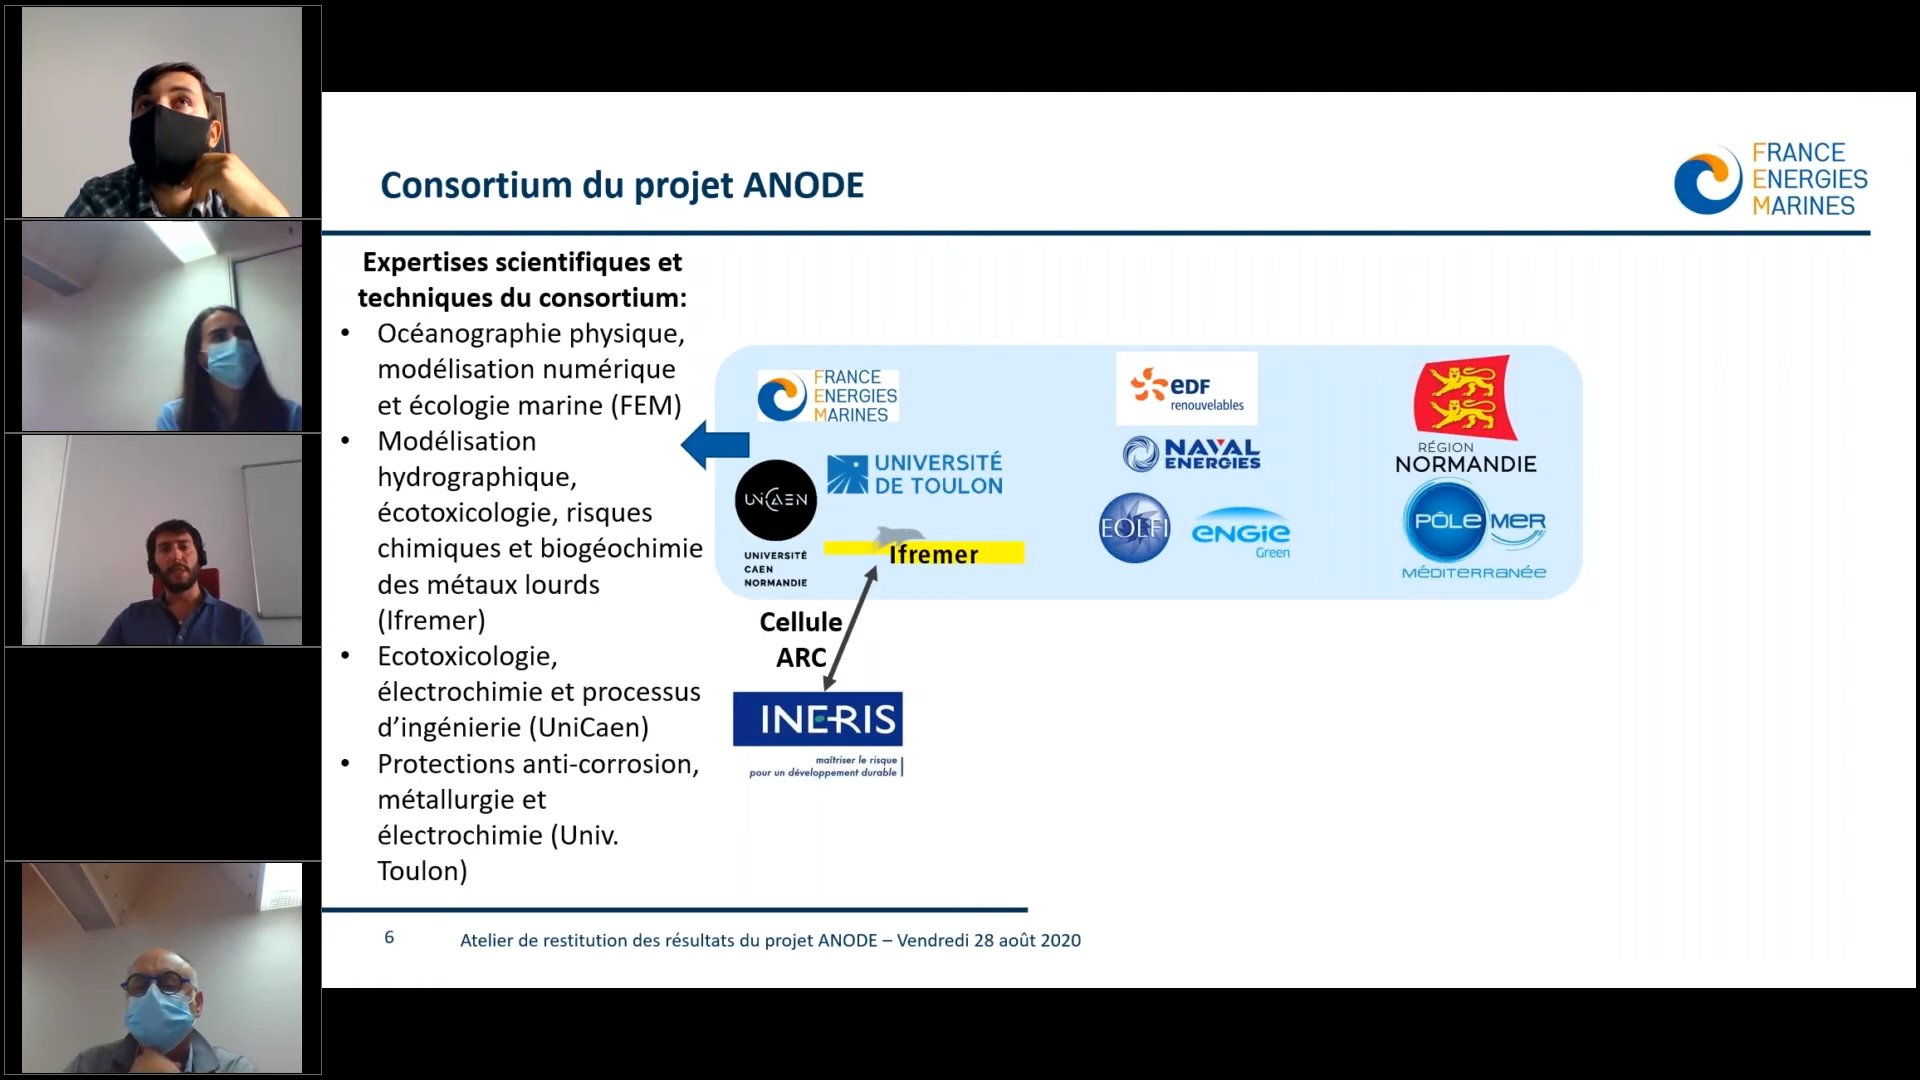 Consortium du projet ANODE
FRANCE
ENERGIES
MARINES
Expertises scientifiques et
techniques du consortium:
• Océanographie physique,
modélisation numérique
et écologie marine (FEM)
• Modélisation
hydrographique,
écotoxicologie, risques
chimiques et biogéochimie
des métaux lourds
(Ifremer)
• Ecotoxicologie,
électrochimie et processus
d’ingénierie (UniCaen)
• Protections anti-corrosion,
métallurgie et
électrochimie (Univ.
Toulon)
FRANCE
ENERGIES
MARINES
UNICAEN
UNIVERSITÉ
CAEN
NORMANDIE
UNIVERSITÉ
DE TOULON
Ifremer
Cellule
ARC
INERIS
maîtriser le risque
pour un développement durable
EDF
renouvelables
NAVAL
ENERGIES
EOLFI
ENGIE
Green
RÉGION
NORMANDIE
PÔLE MER
MÉDITERRANÉE
6
Atelier de restitution des résultats du projet ANODE – Vendredi 28 août 2020